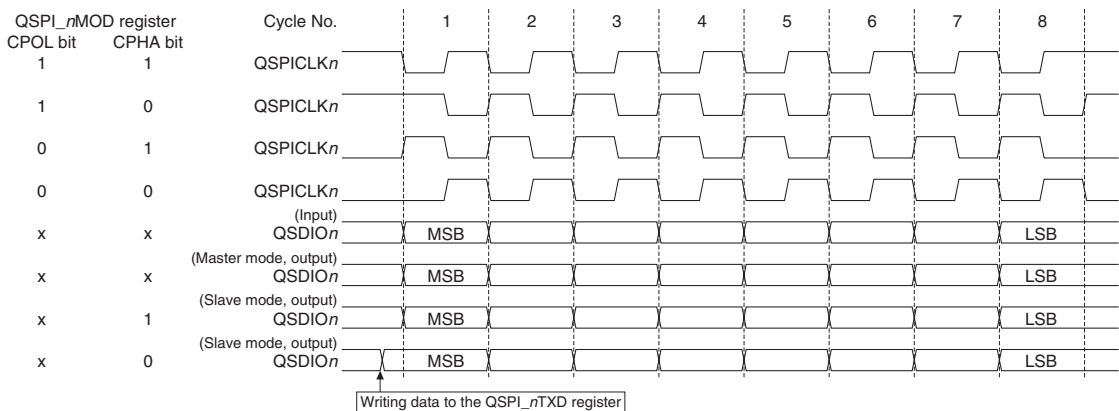 QSPI_nMOD register Cycle No. 1 2 3 4 5 6 7 8
CPOL bit CPHA bit
1 1 QSPICLKn
1 0 QSPICLKn
0 1 QSPICLKn
0 0 QSPICLKn
(Input)
x x QSDIOn MSB LSB
(Master mode, output)
x x QSDIOn MSB LSB
(Slave mode, output)
x 1 QSDIOn MSB LSB
(Slave mode, output)
x 0 QSDIOn MSB LSB
Writing data to the QSPI_nTXD register